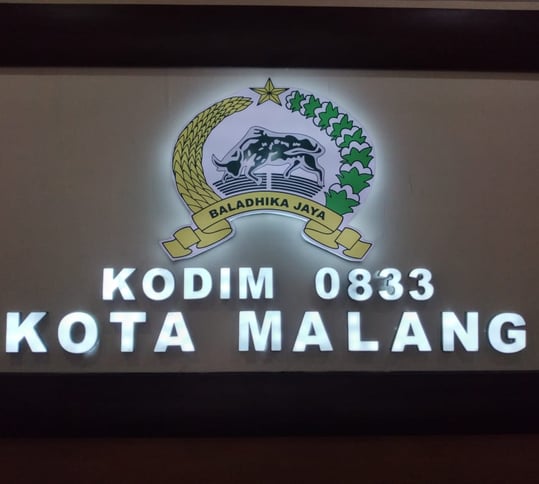 BALADHIKA JAYA
KODIM 0833
KOTA MALANG